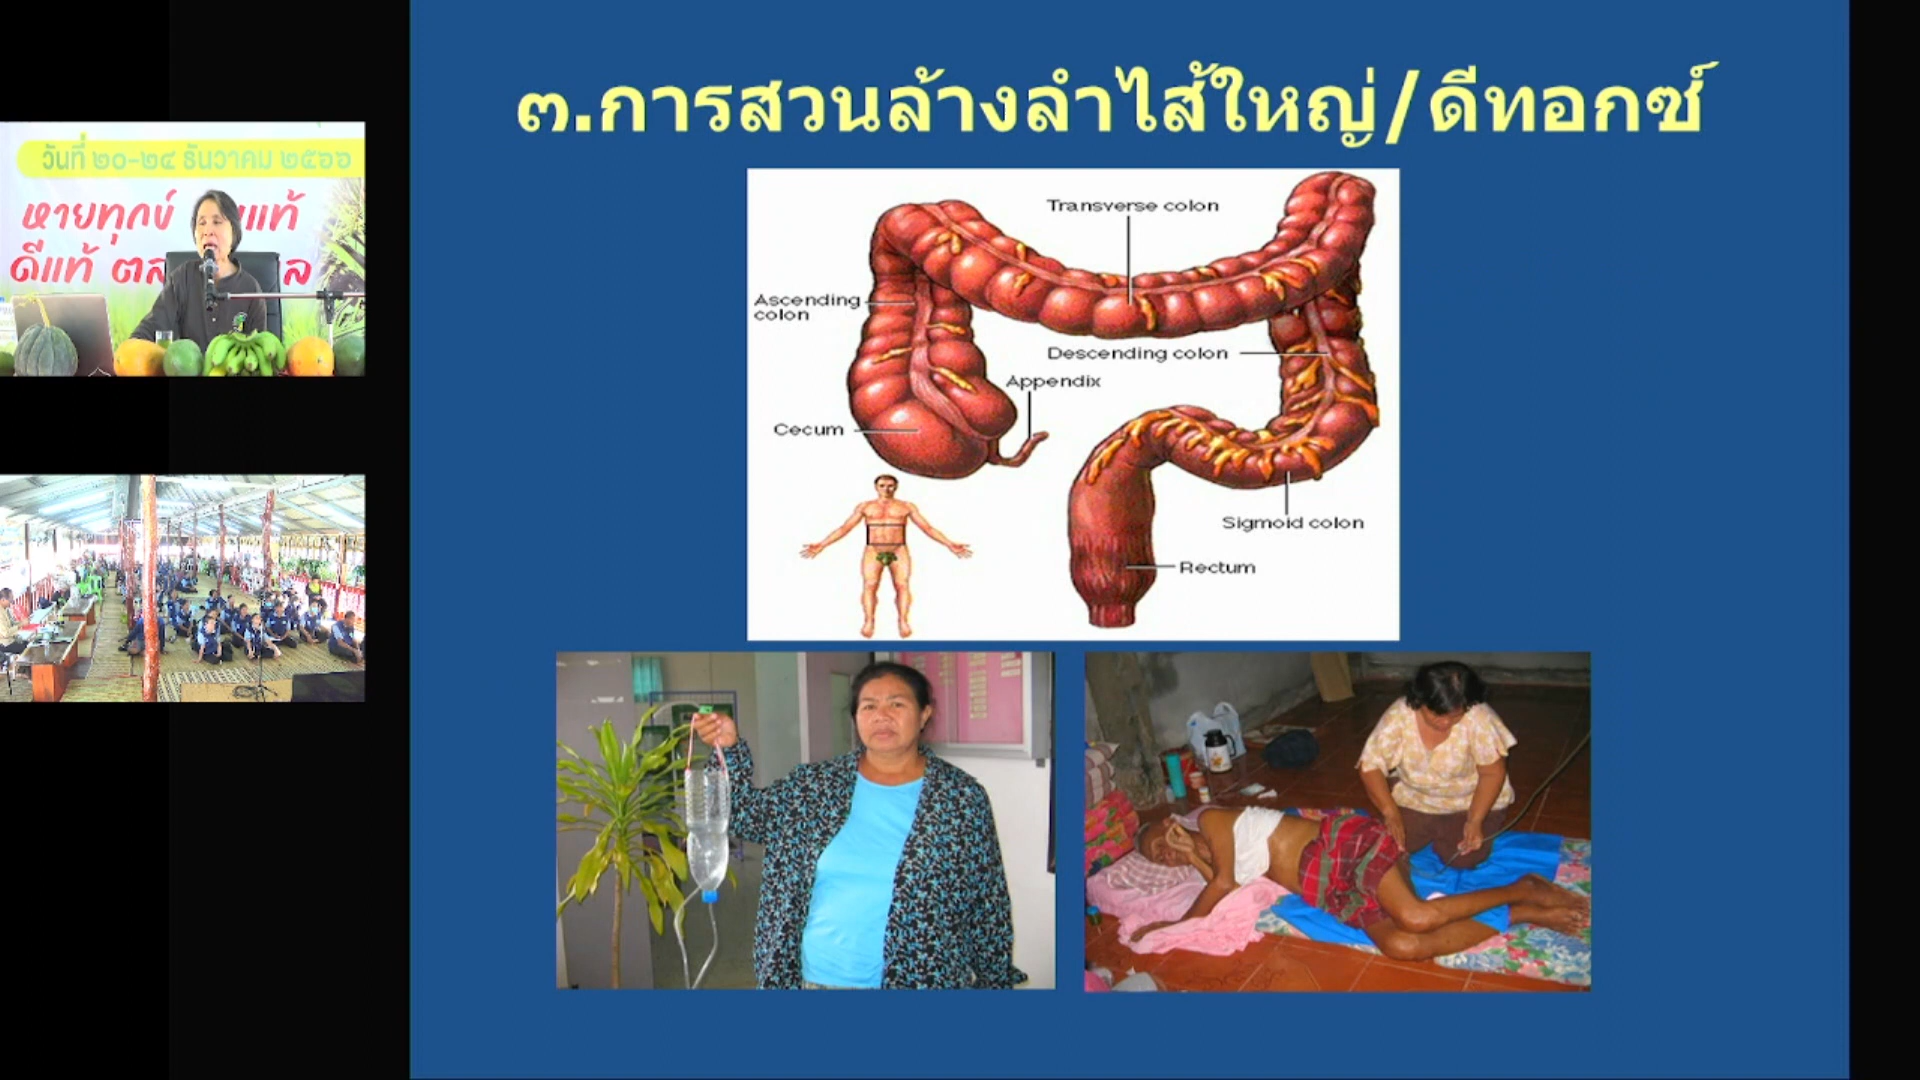 ๓.การสวนล้างลำไส้ใหญ่/ดีทอกซ์
วันที่ ๒๐-๒๔ ธันวาคม ๒๕๖๖
หายทุกข์ แท้
ดีแท้ ล
Transverse colon
Ascending
colon
Descending colon
Appendix
Cecum
Sigmoid colon
Rectum